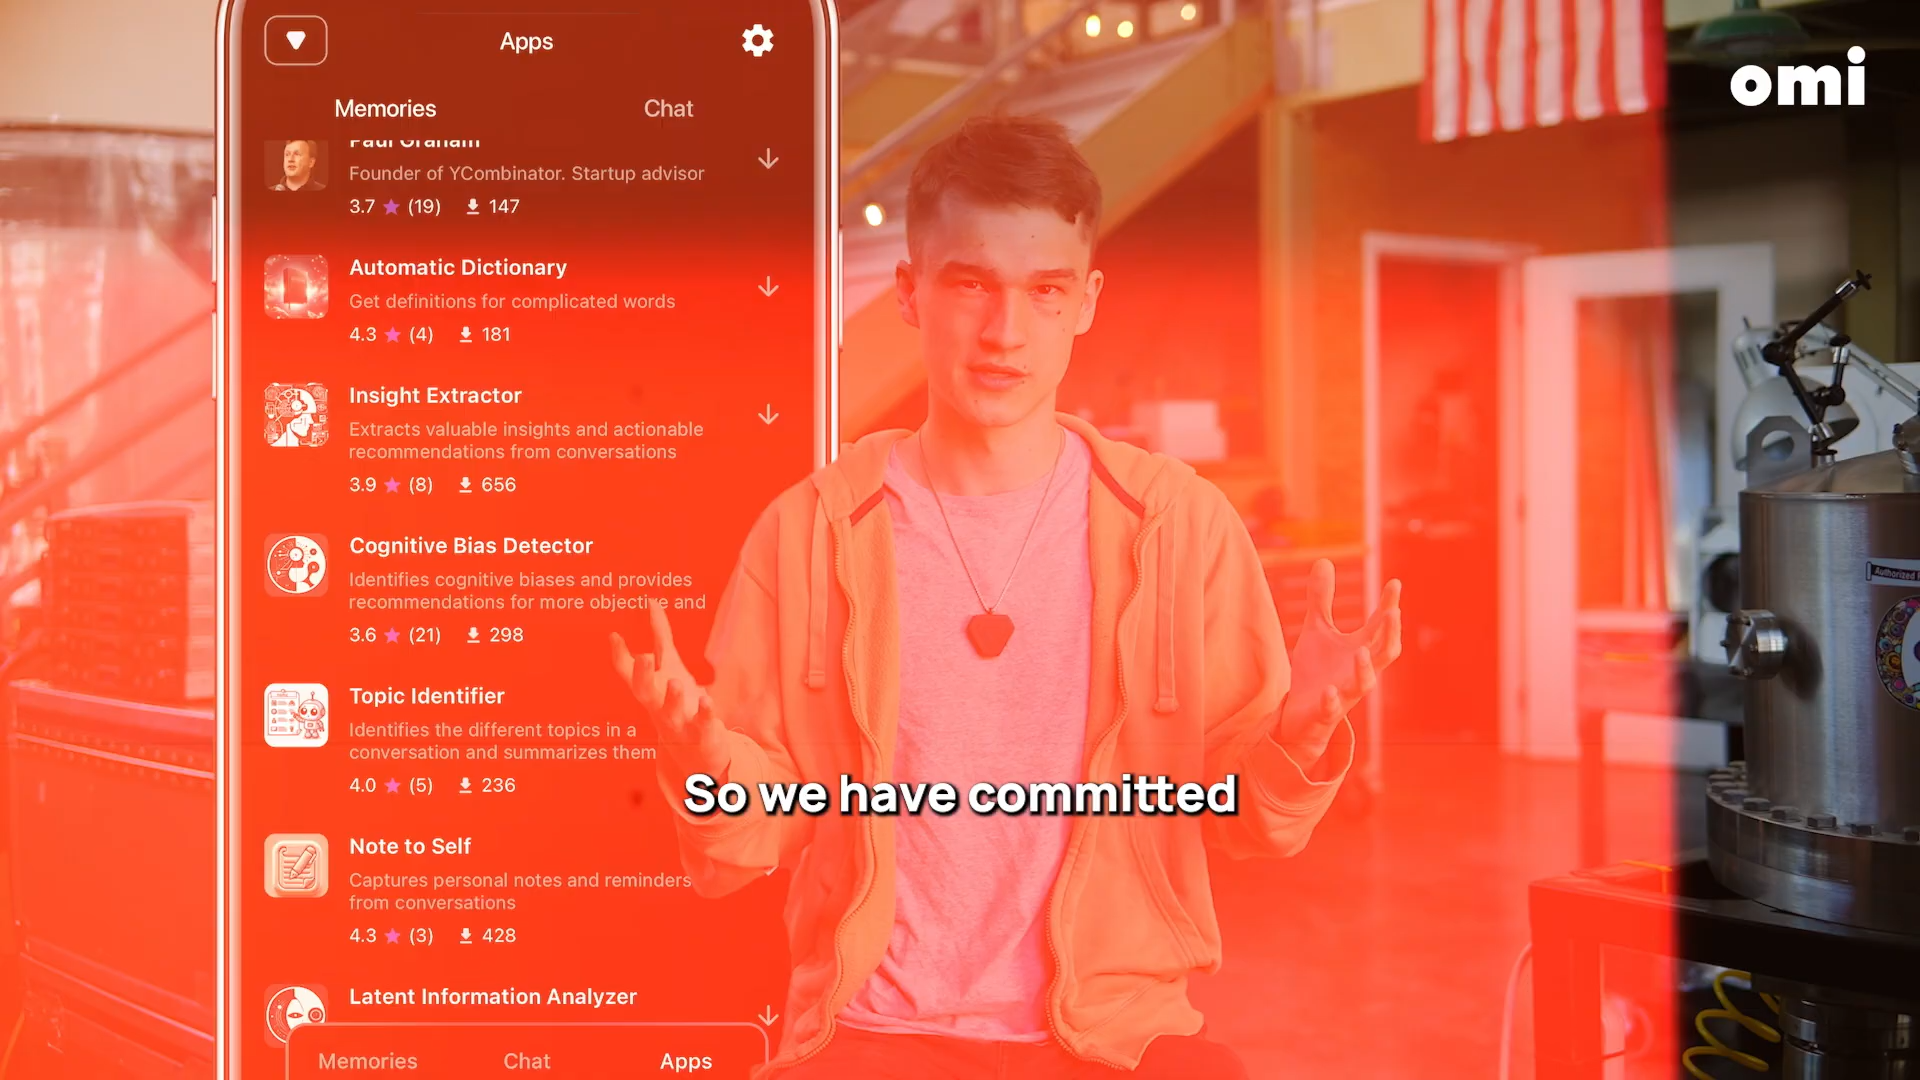 Apps
omi
Memories
Chat
Paul Graham
Founder of YCombinator. Startup advisor
3.7 ★ (19) 147
Automatic Dictionary
Get definitions for complicated words
4.3 ★ (4) 181
Insight Extractor
Extracts valuable insights and actionable
recommendations from conversations
3.9 ★ (8) 656
Cognitive Bias Detector
Identifies cognitive biases and provides
recommendations for more objective and
3.6 ★ (21) 298
Topic Identifier
Identifies the different topics in a
conversation and summarizes them
4.0 ★ (5) 236
So we have committed
Note to Self
Captures personal notes and reminders
from conversations
4.3 ★ (3) 428
Latent Information Analyzer
Memories
Chat
Apps
Authorized